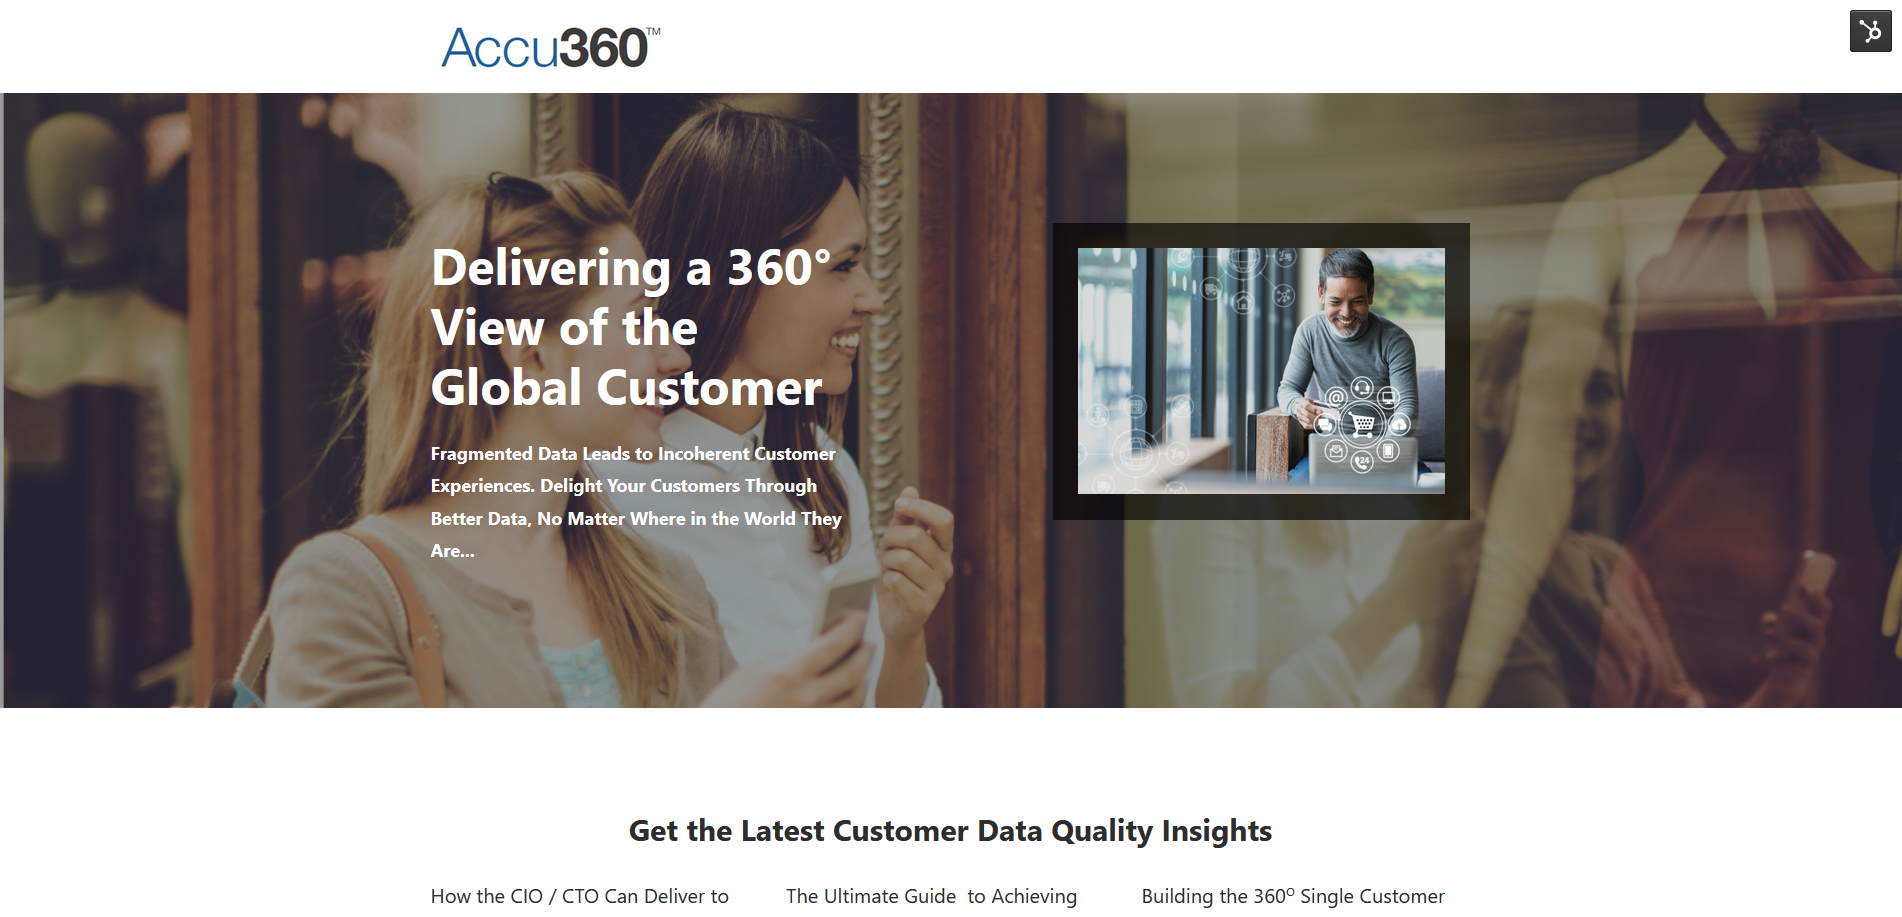 Accu360™
Delivering a 360°
View of the
Global Customer
Fragmented Data Leads to Incoherent Customer
Experiences. Delight Your Customers Through
Better Data, No Matter Where in the World They
Are...
@
24
Get the Latest Customer Data Quality Insights
How the CIO / CTO Can Deliver to
The Ultimate Guide  to Achieving
Building the 360º Single Customer